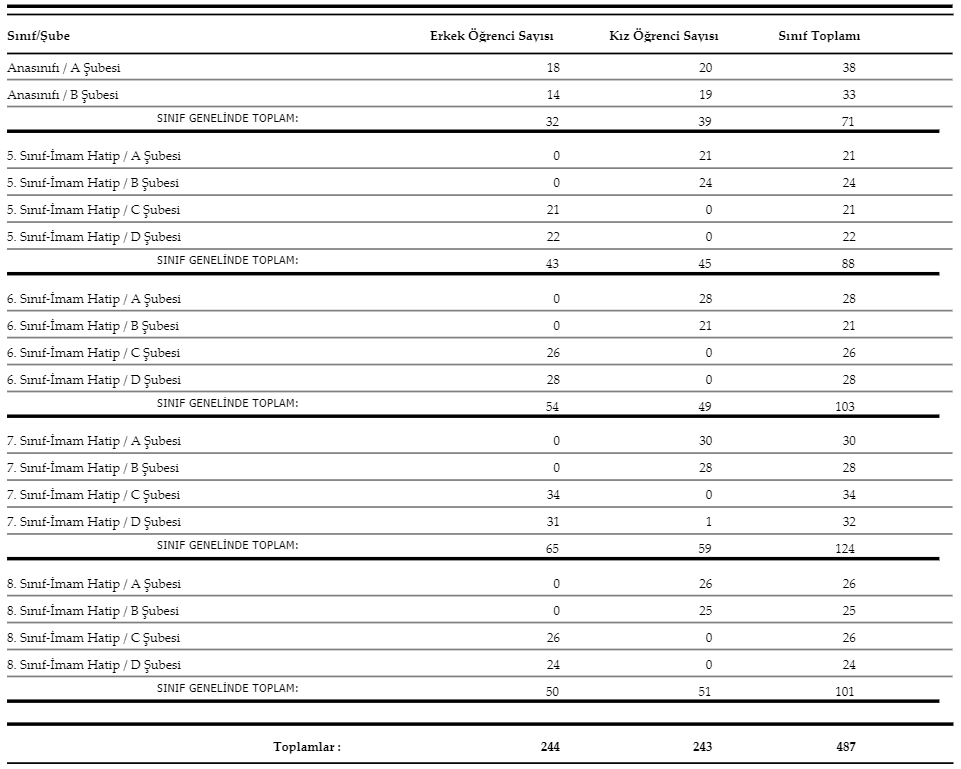 Sınıf/Şube Erkek Öğrenci Sayısı Kız Öğrenci Sayısı Sınıf Toplamı
Anasınıfı / A Şubesi 18 20 38
Anasınıfı / B Şubesi 14 19 33
SINIF GENELİNDE TOPLAM: 32 39 71
5. Sınıf-İmam Hatip / A Şubesi 0 21 21
5. Sınıf-İmam Hatip / B Şubesi 0 24 24
5. Sınıf-İmam Hatip / C Şubesi 21 0 21
5. Sınıf-İmam Hatip / D Şubesi 22 0 22
SINIF GENELİNDE TOPLAM: 43 45 88
6. Sınıf-İmam Hatip / A Şubesi 0 28 28
6. Sınıf-İmam Hatip / B Şubesi 0 21 21
6. Sınıf-İmam Hatip / C Şubesi 26 0 26
6. Sınıf-İmam Hatip / D Şubesi 28 0 28
SINIF GENELİNDE TOPLAM: 54 49 103
7. Sınıf-İmam Hatip / A Şubesi 0 30 30
7. Sınıf-İmam Hatip / B Şubesi 0 28 28
7. Sınıf-İmam Hatip / C Şubesi 34 0 34
7. Sınıf-İmam Hatip / D Şubesi 31 1 32
SINIF GENELİNDE TOPLAM: 65 59 124
8. Sınıf-İmam Hatip / A Şubesi 0 26 26
8. Sınıf-İmam Hatip / B Şubesi 0 25 25
8. Sınıf-İmam Hatip / C Şubesi 26 0 26
8. Sınıf-İmam Hatip / D Şubesi 24 0 24
SINIF GENELİNDE TOPLAM: 50 51 101
Toplamlar : 244 243 487